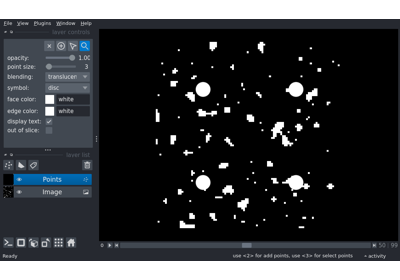 File View Plugins Window Help
layer controls
opacity: 1.00
point size: 3
blending: translucen
symbol: disc
face color: white
edge color: white
display text:
out of slice:
layer list
Points
Image
0 50 99
Ready use <2> for add points, use <3> for select points activity